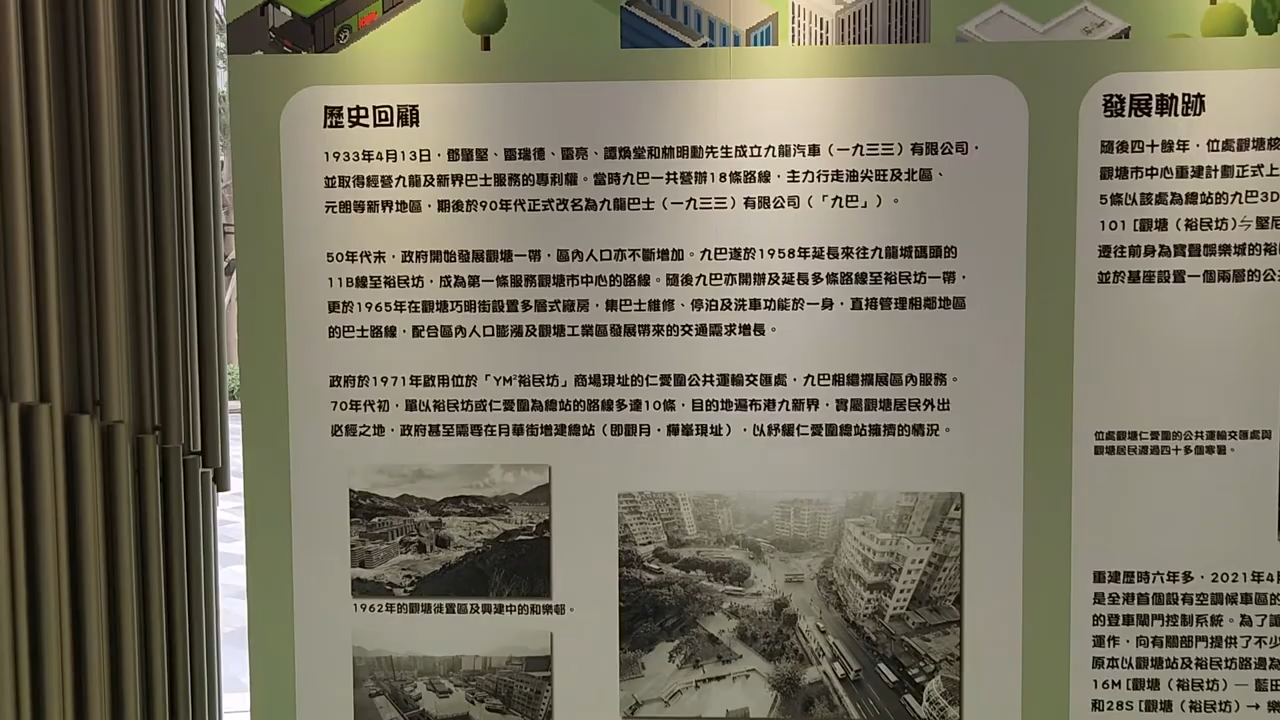 歷史回顧
1933年4月13日，鄧肇堅、雷瑞德、雷亮、譚煥堂和林明勳先生成立九龍汽車（一九三三）有限公司，
並取得經營九龍及新界巴士服務的專利權。當時九巴一共營辦18條路線，主力行走油尖旺及北區、
元朗等新界地區，期後於90年代正式改名為九龍巴士（一九三三）有限公司（「九巴」）。
50年代末，政府開始發展觀塘一帶，區內人口亦不斷增加。九巴遂於1958年延長來往九龍城碼頭的
11B線至裕民坊，成為第一條服務觀塘市中心的路線。隨後九巴亦開辦及延長多條路線至裕民坊一帶，
更於1965年在觀塘巧明街設置多層式廠房，集巴士維修、停泊及洗車功能於一身，直接管理相鄰地區
的巴士路線，配合區內人口膨漲及觀塘工業區發展帶來的交通需求增長。
政府於1971年啟用位於「YM²裕民坊」商場現址的仁愛圍公共運輸交匯處，九巴相繼擴展區內服務。
70年代初，單以裕民坊或仁愛圍為總站的路線多達10條，目的地遍布港九新界，實屬觀塘居民外出
必經之地，政府甚至需要在月華街增建總站（即觀月．樺峯現址），以紓緩仁愛圍總站擁擠的情況。
1962年的觀塘徙置區及興建中的和樂邨。
發展軌跡
隨後四十餘年，位處觀塘
觀塘市中心重建計劃正式上
5條以該處為總站的九巴3D
101 [觀塘（裕民坊）⇋堅尼
遷往前身為寶聲娛樂城的裕
並於基座設置一個兩層的公
位處觀塘仁愛圍的公共運輸交匯處與
觀塘居民渡過四十多個寒暑。
重建歷時六年多，2021年4
是全港首個設有空調候車區的
的登車閘門控制系統。為了
運作，向有關部門提供了不少
原本以觀塘站及裕民坊路邊為
16M [觀塘（裕民坊）— 藍田
和28S [觀塘（裕民坊）→ 樂